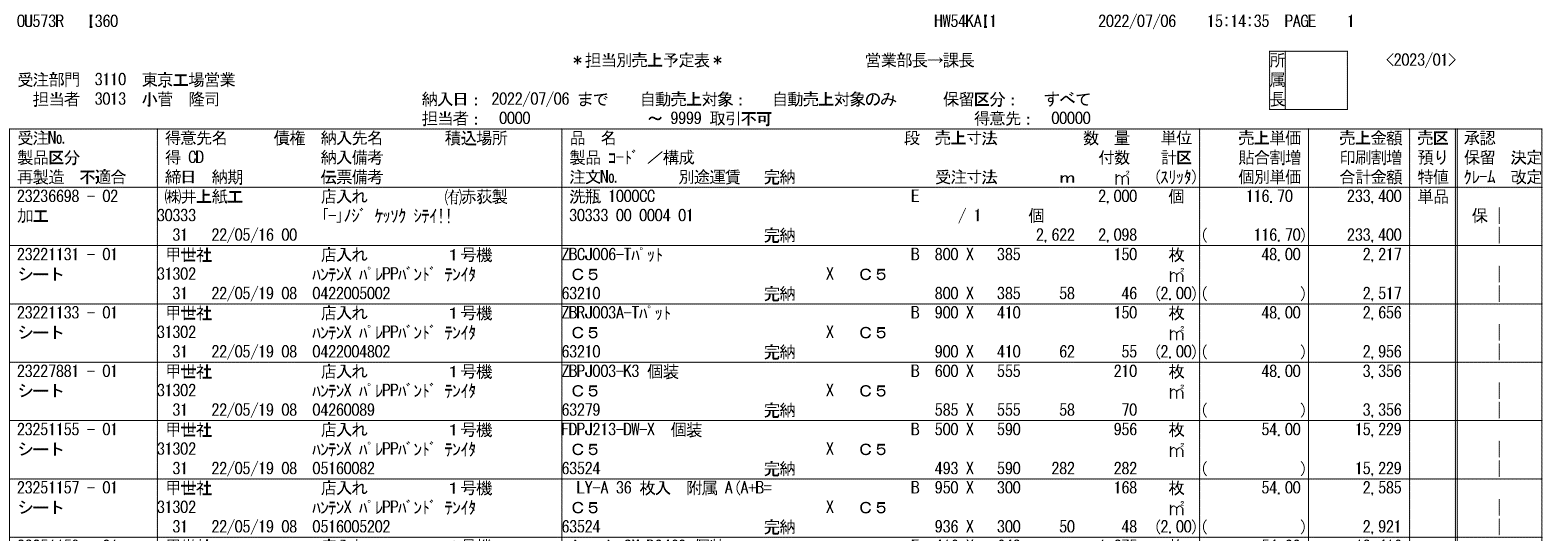 OU573R I360 HW54KAI1 2022/07/06 15:14:35 PAGE 1
*担当別売上予定表* 営業部長→課長 所属長 <2023/01>
受注部門 3110 東京工場営業
担当者 3013 小菅 隆司 納入日: 2022/07/06 まで 自動売上対象: 自動売上対象のみ 保留区分: すべて
担当者: 0000 ~ 9999 取引不可 得意先: 00000
受注No. 得意先名 債権 納入先名 積込場所 品 名 段 売上寸法 数 量 単位 売上単価 売上金額 売区 承認
製品区分 得 CD 納入備考 製品 コード /構成 付数 計区 貼合割増 印刷割増 預り 保留 決定
再製造 不適合 締日 納期 伝票備考 注文No. 別途運賃 完納 受注寸法 m ㎡ (スリッタ) 個別単価 合計金額 特値 クレーム 改定
23236698 - 02 ㈱井上紙工 店入れ ㈲赤荻製 洗瓶 1000CC E 2,000 個 116.70 233,400 単品
加工 30333 「-」ノジ ケッソク シテイ!! 30333 00 0004 01 / 1 個 保 |
31 22/05/16 00 完納 2,622 2,098 ( 116.70) 233,400 |
23221131 - 01 甲世社 店入れ 1号機 ZBCJ006-Tパット B 800 X 385 150 枚 48.00 2,217
シート 31302 ハンテンX パレPPバンド テンイタ C5 X C5 ㎡ |
31 22/05/19 08 0422005002 63210 完納 800 X 385 58 46 (2.00) ( ) 2,517 |
23221133 - 01 甲世社 店入れ 1号機 ZBRJ003A-Tパット B 900 X 410 150 枚 48.00 2,656
シート 31302 ハンテンX パレPPバンド テンイタ C5 X C5 ㎡ |
31 22/05/19 08 0422004802 63210 完納 900 X 410 62 55 (2.00) ( ) 2,956 |
23227881 - 01 甲世社 店入れ 1号機 ZBPJ003-K3 個装 B 600 X 555 210 枚 48.00 3,356
シート 31302 ハンテンX パレPPバンド テンイタ C5 X C5 ㎡ |
31 22/05/19 08 04260089 63279 完納 585 X 555 58 70 ( ) 3,356 |
23251155 - 01 甲世社 店入れ 1号機 FDPJ213-DW-X 個装 B 500 X 590 956 枚 54.00 15,229
シート 31302 ハンテンX パレPPバンド テンイタ C5 X C5 ㎡ |
31 22/05/19 08 05160082 63524 完納 493 X 590 282 282 ( ) 15,229 |
23251157 - 01 甲世社 店入れ 1号機 LY-A 36 枚入 附属 A(A+B= B 950 X 300 168 枚 54.00 2,585
シート 31302 ハンテンX パレPPバンド テンイタ C5 X C5 ㎡ |
31 22/05/19 08 0516005202 63524 完納 936 X 300 50 48 (2.00) ( ) 2,921 |